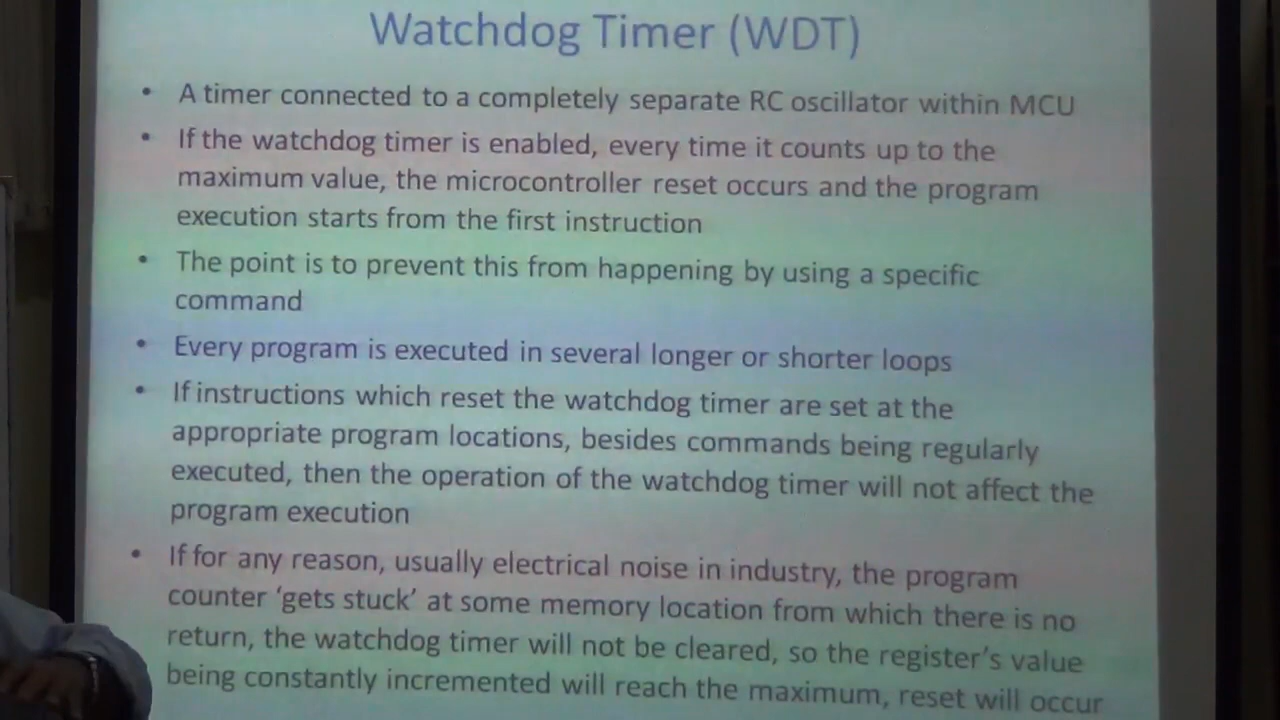 Watchdog Timer (WDT)
• A timer connected to a completely separate RC oscillator within MCU
• If the watchdog timer is enabled, every time it counts up to the
maximum value, the microcontroller reset occurs and the program
execution starts from the first instruction
• The point is to prevent this from happening by using a specific
command
• Every program is executed in several longer or shorter loops
• If instructions which reset the watchdog timer are set at the
appropriate program locations, besides commands being regularly
executed, then the operation of the watchdog timer will not affect the
program execution
• If for any reason, usually electrical noise in industry, the program
counter ‘gets stuck’ at some memory location from which there is no
return, the watchdog timer will not be cleared, so the register’s value
being constantly incremented will reach the maximum, reset will occur